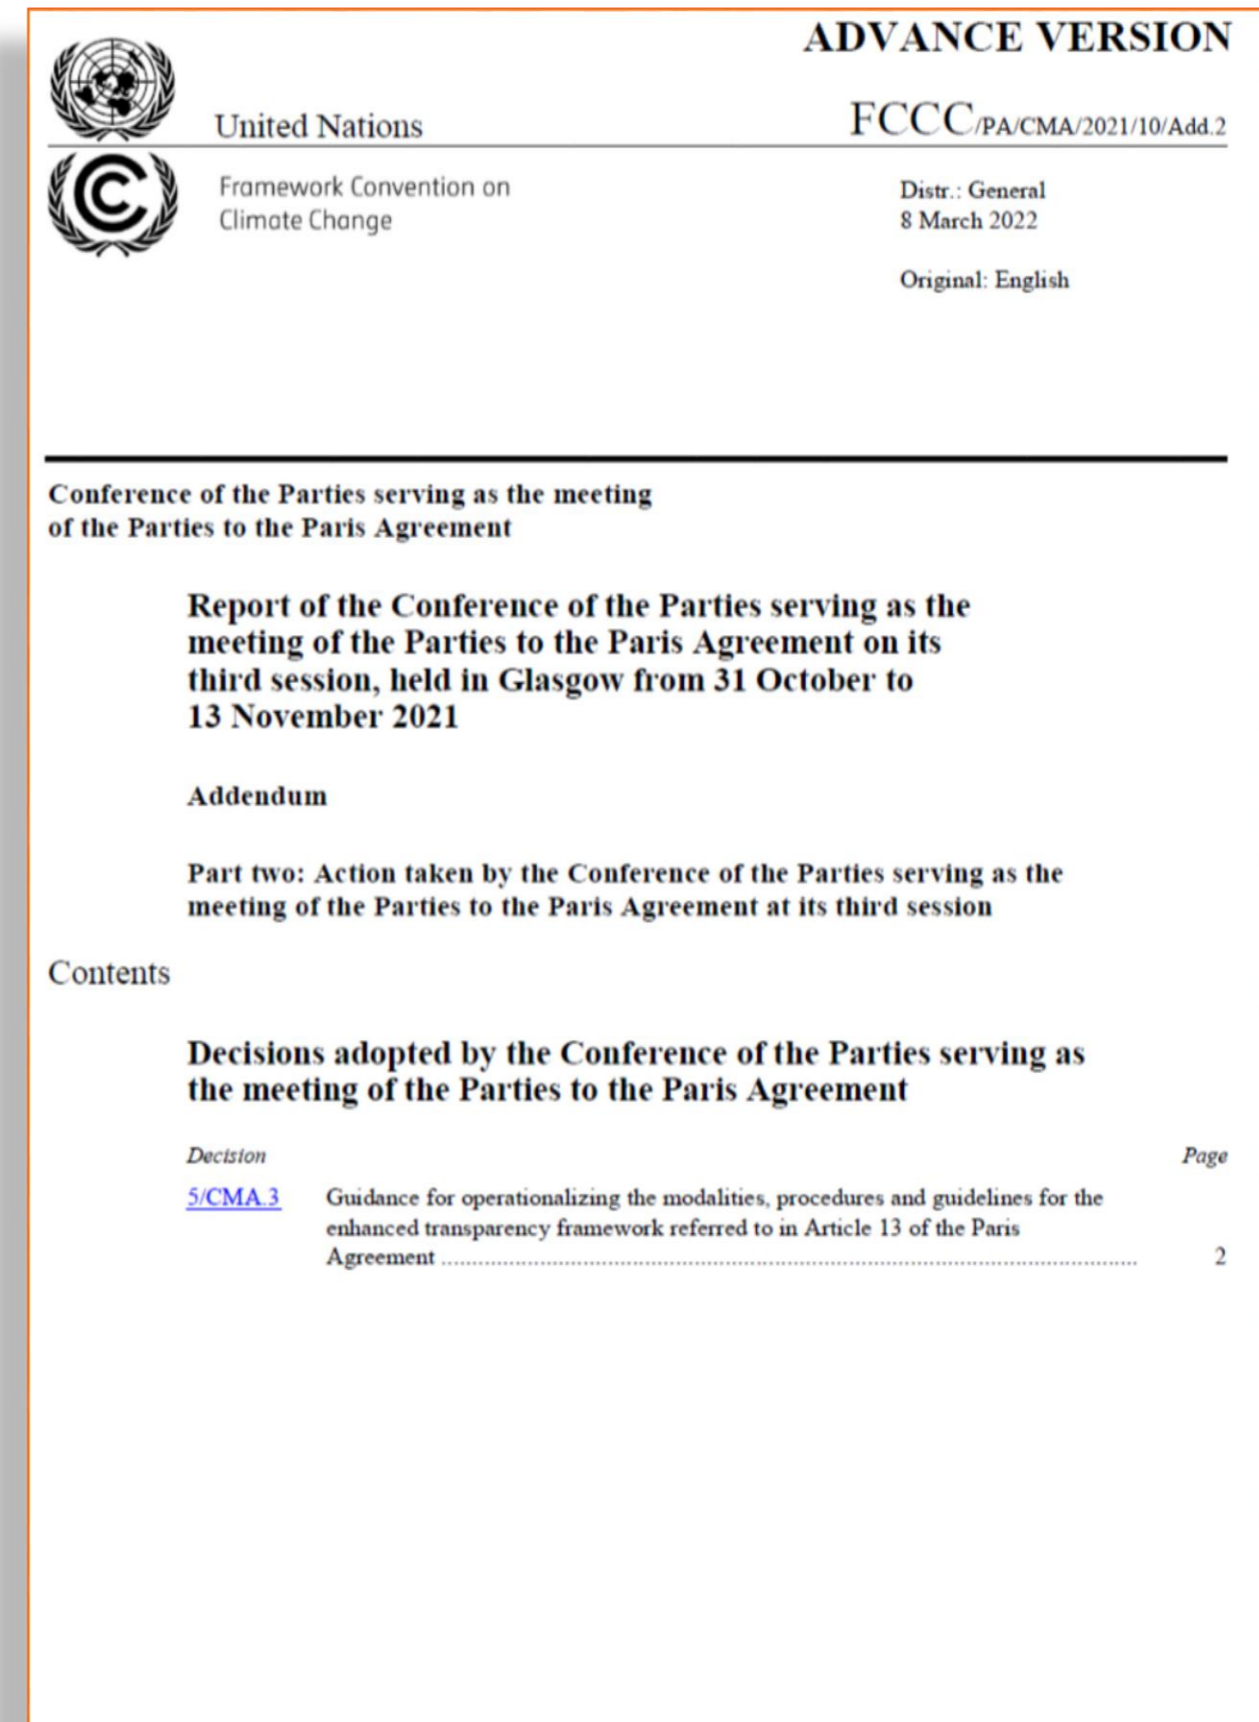 ADVANCE VERSION
United Nations
FCCC/PA/CMA/2021/10/Add.2
Framework Convention on
Climate Change
Distr.: General
8 March 2022
Original: English
Conference of the Parties serving as the meeting
of the Parties to the Paris Agreement
Report of the Conference of the Parties serving as the
meeting of the Parties to the Paris Agreement on its
third session, held in Glasgow from 31 October to
13 November 2021
Addendum
Part two: Action taken by the Conference of the Parties serving as the
meeting of the Parties to the Paris Agreement at its third session
Contents
Decisions adopted by the Conference of the Parties serving as
the meeting of the Parties to the Paris Agreement
Decision Page
5/CMA.3 Guidance for operationalizing the modalities, procedures and guidelines for the
enhanced transparency framework referred to in Article 13 of the Paris
Agreement ........................................................................................................... 2